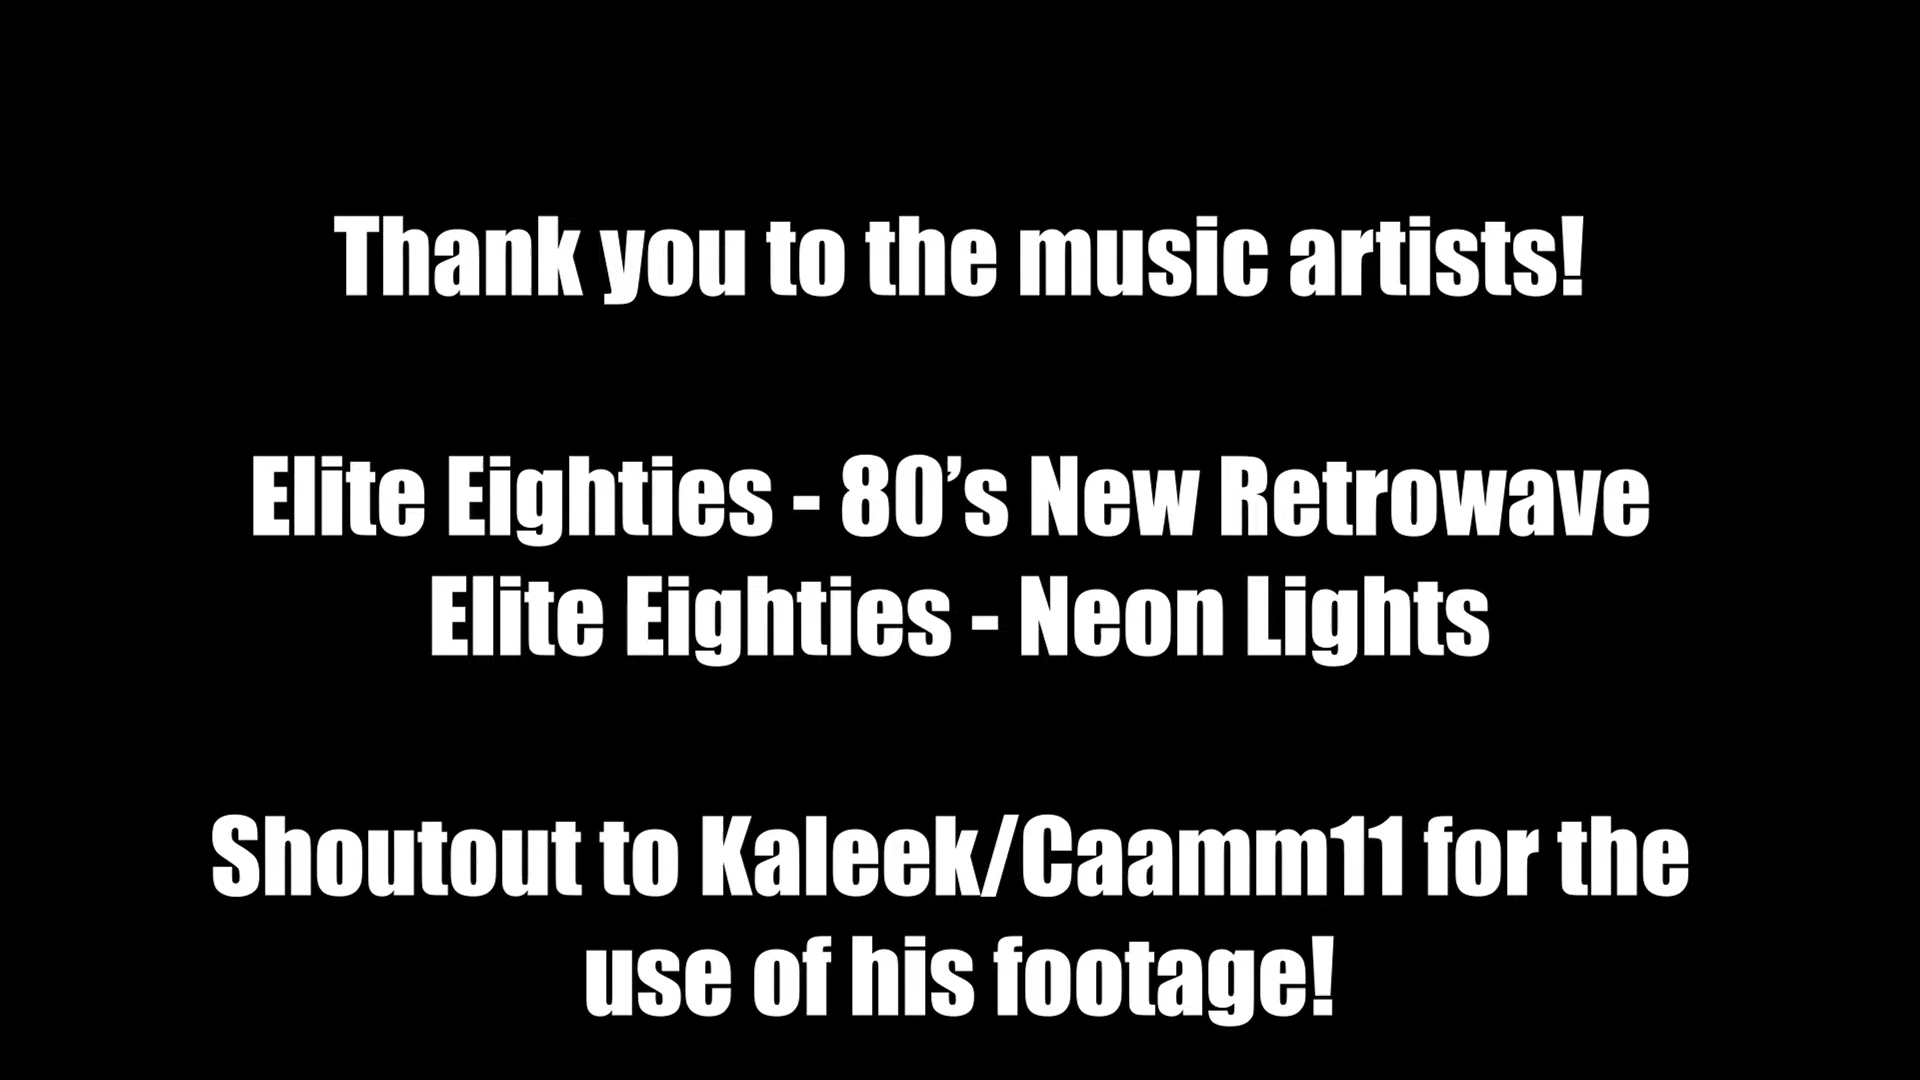 Thank you to the music artists!
Elite Eighties - 80’s New Retrowave
Elite Eighties - Neon Lights
Shoutout to Kaleek/Caamm11 for the
use of his footage!